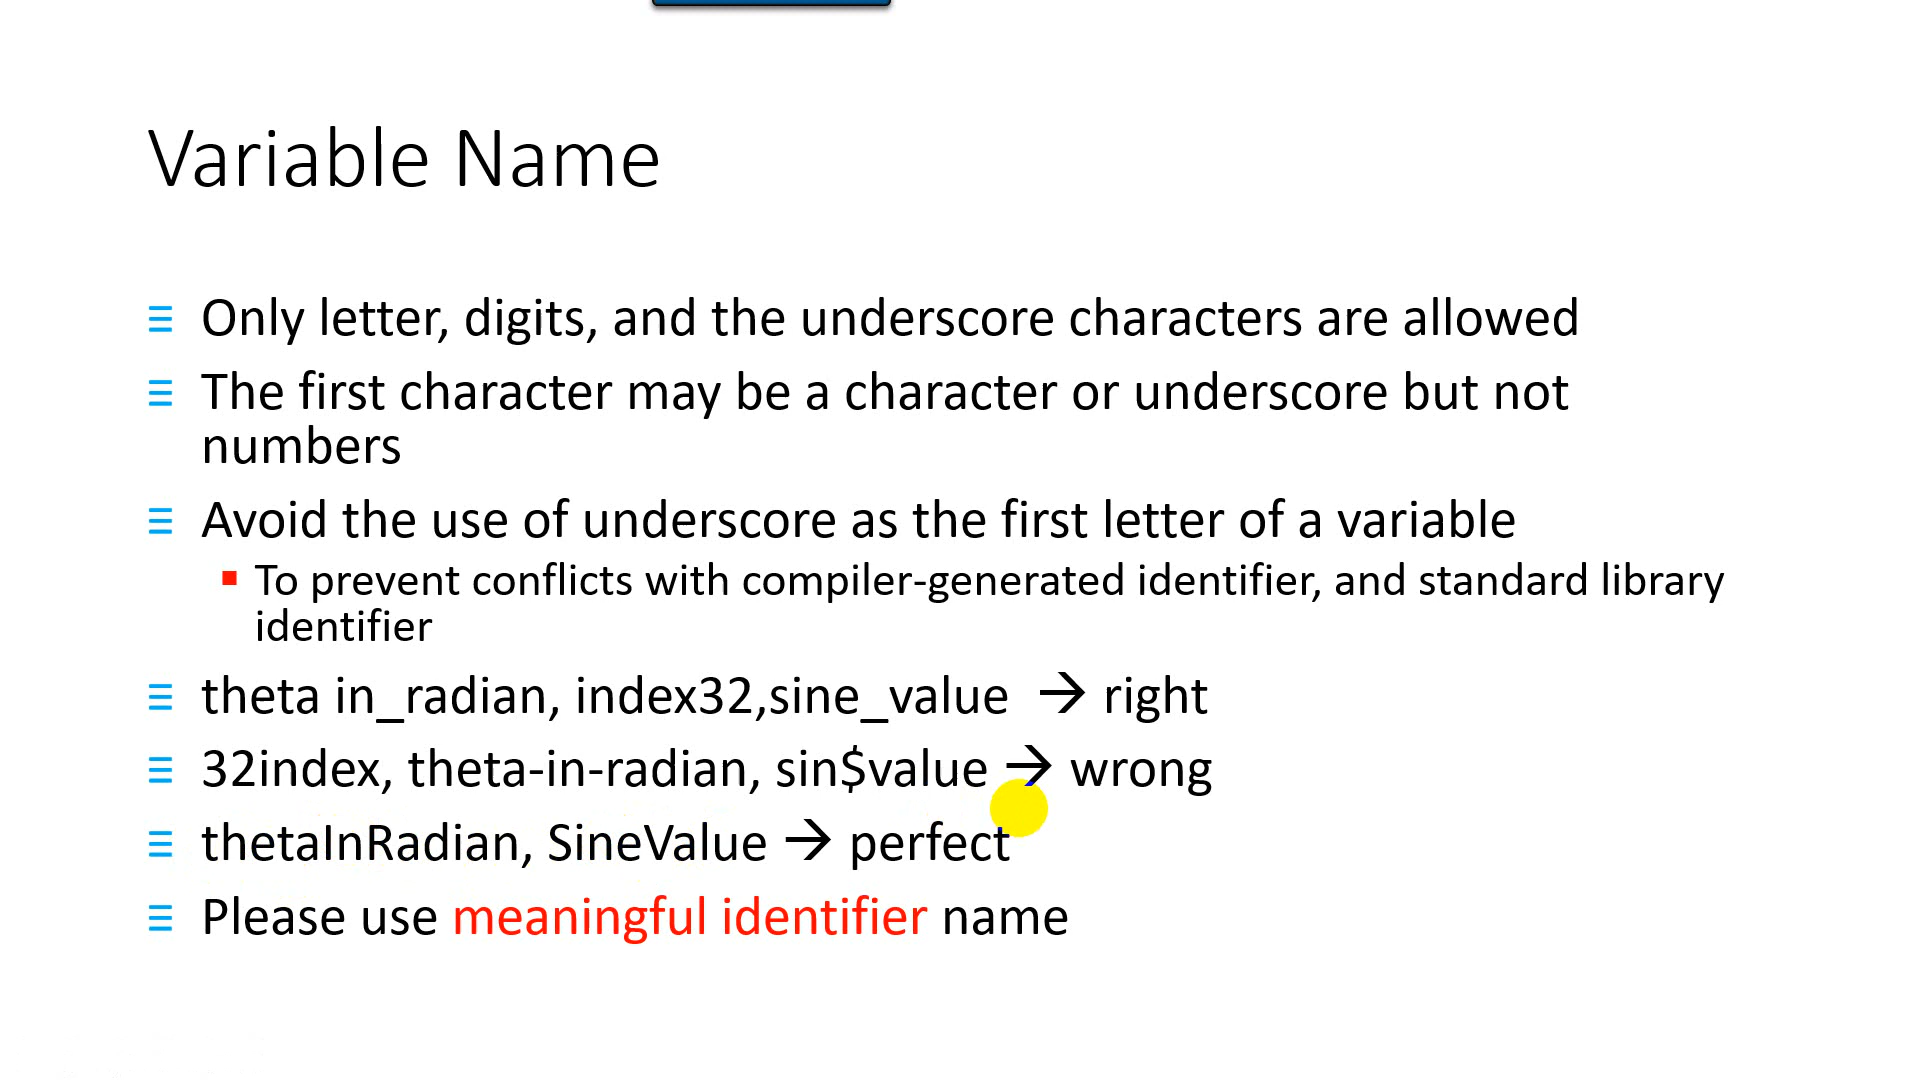 Variable Name
Only letter, digits, and the underscore characters are allowed
The first character may be a character or underscore but not
numbers
Avoid the use of underscore as the first letter of a variable
To prevent conflicts with compiler-generated identifier, and standard library
identifier
theta in_radian, index32,sine_value → right
32index, theta-in-radian, sin$value → wrong
thetaInRadian, SineValue → perfect
Please use meaningful identifier name